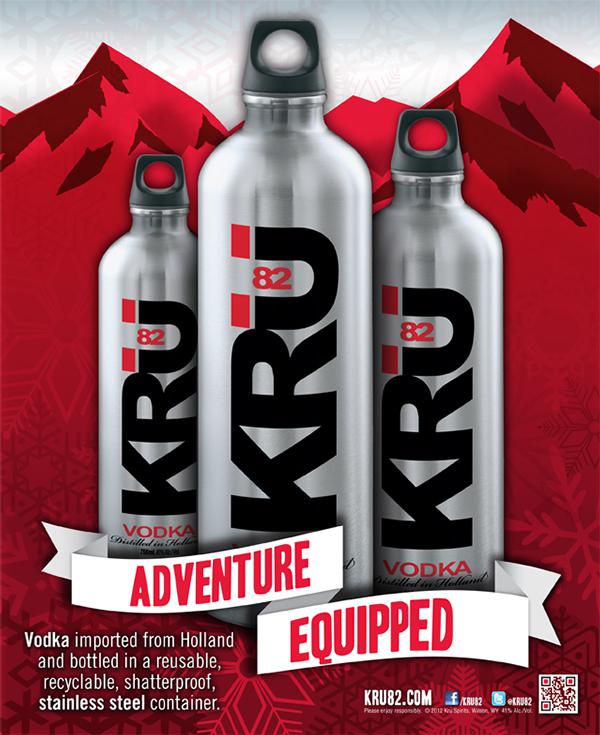 KRÜ
82
VODKA
Distilled in Holland
KRÜ
82
KRÜ
82
VODKA
Distilled in Holland
ADVENTURE
EQUIPPED
Vodka imported from Holland
and bottled in a reusable,
recyclable, shatterproof,
stainless steel container.
KRU82.COM
/KRU82
@KRU82
Please enjoy responsibly. © 2012 Kru Spirits, Wilson, WY. 41% Alc/Vol.